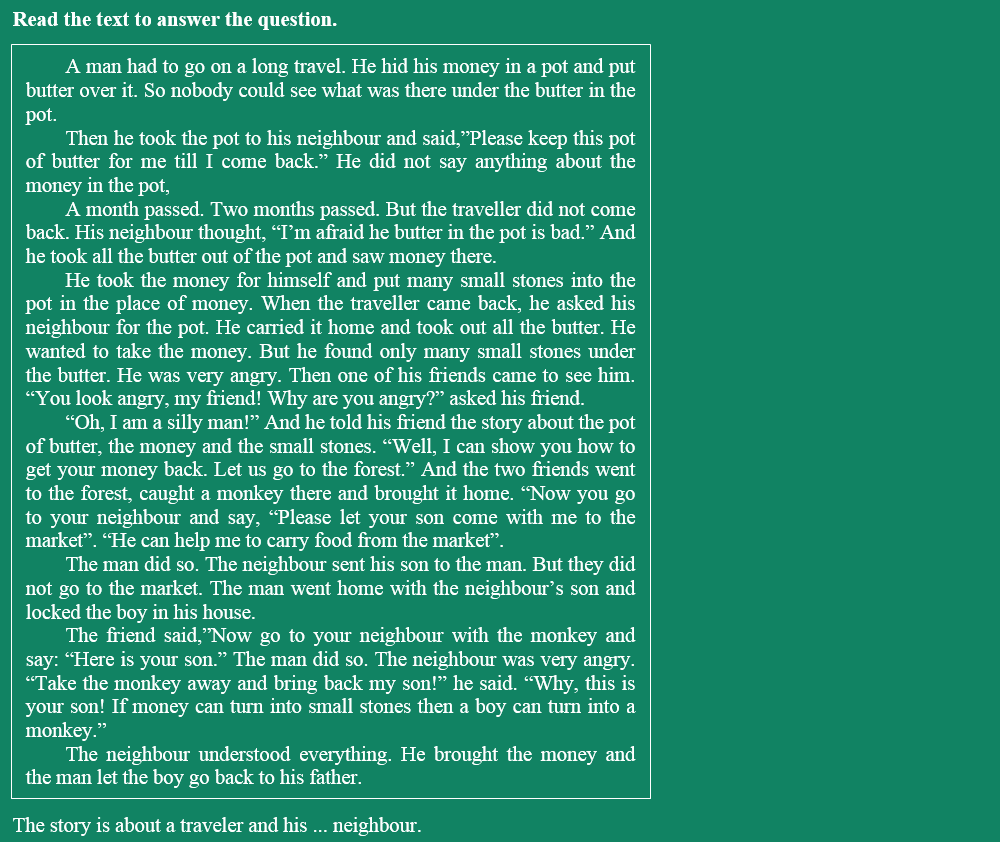 Read the text to answer the question.
A man had to go on a long travel. He hid his money in a pot and put
butter over it. So nobody could see what was there under the butter in the
pot.
Then he took the pot to his neighbour and said,”Please keep this pot
of butter for me till I come back.” He did not say anything about the
money in the pot,
A month passed. Two months passed. But the traveller did not come
back. His neighbour thought, “I’m afraid he butter in the pot is bad.” And
he took all the butter out of the pot and saw money there.
He took the money for himself and put many small stones into the
pot in the place of money. When the traveller came back, he asked his
neighbour for the pot. He carried it home and took out all the butter. He
wanted to take the money. But he found only many small stones under
the butter. He was very angry. Then one of his friends came to see him.
“You look angry, my friend! Why are you angry?” asked his friend.
“Oh, I am a silly man!” And he told his friend the story about the pot
of butter, the money and the small stones. “Well, I can show you how to
get your money back. Let us go to the forest.” And the two friends went
to the forest, caught a monkey there and brought it home. “Now you go
to your neighbour and say, “Please let your son come with me to the
market”. “He can help me to carry food from the market”.
The man did so. The neighbour sent his son to the man. But they did
not go to the market. The man went home with the neighbour’s son and
locked the boy in his house.
The friend said,”Now go to your neighbour with the monkey and
say: “Here is your son.” The man did so. The neighbour was very angry.
“Take the monkey away and bring back my son!” he said. “Why, this is
your son! If money can turn into small stones then a boy can turn into a
monkey.”
The neighbour understood everything. He brought the money and
the man let the boy go back to his father.
The story is about a traveler and his ... neighbour.